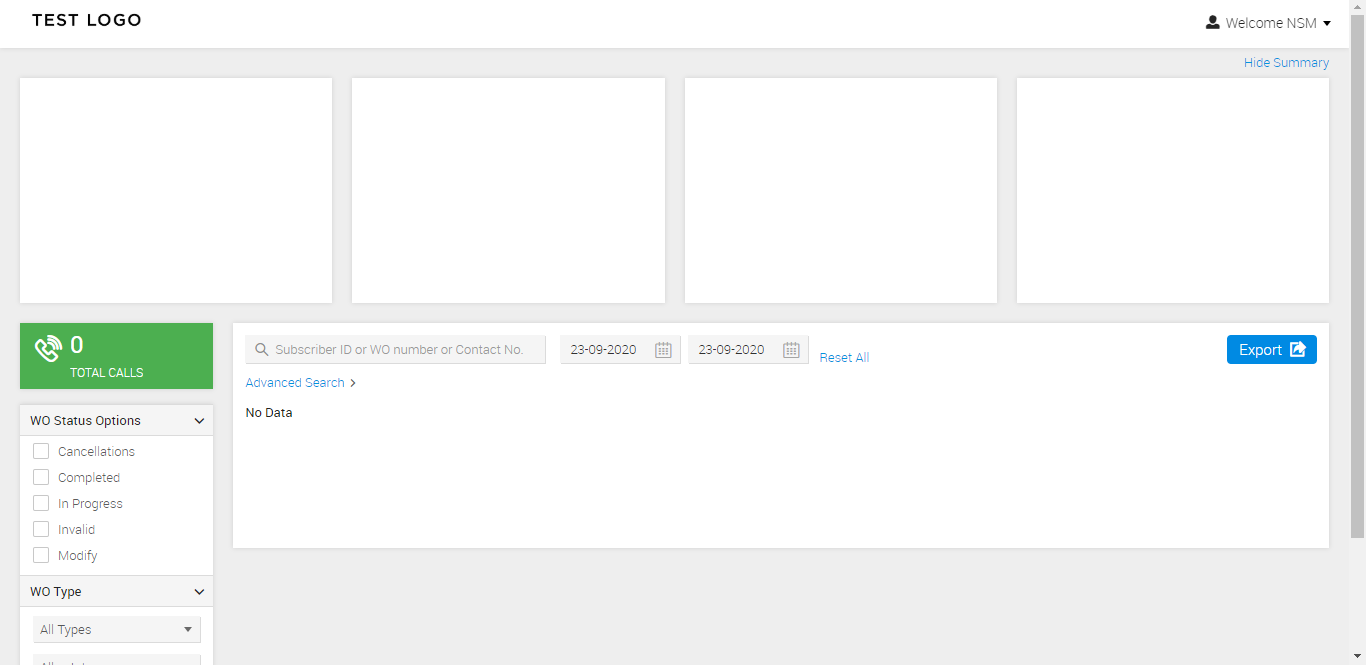 TEST LOGO
Welcome NSM
Hide Summary
0
TOTAL CALLS
Subscriber ID or WO number or Contact No.
23-09-2020
23-09-2020
Reset All
Export
Advanced Search
No Data
WO Status Options
Cancellations
Completed
In Progress
Invalid
Modify
WO Type
All Types